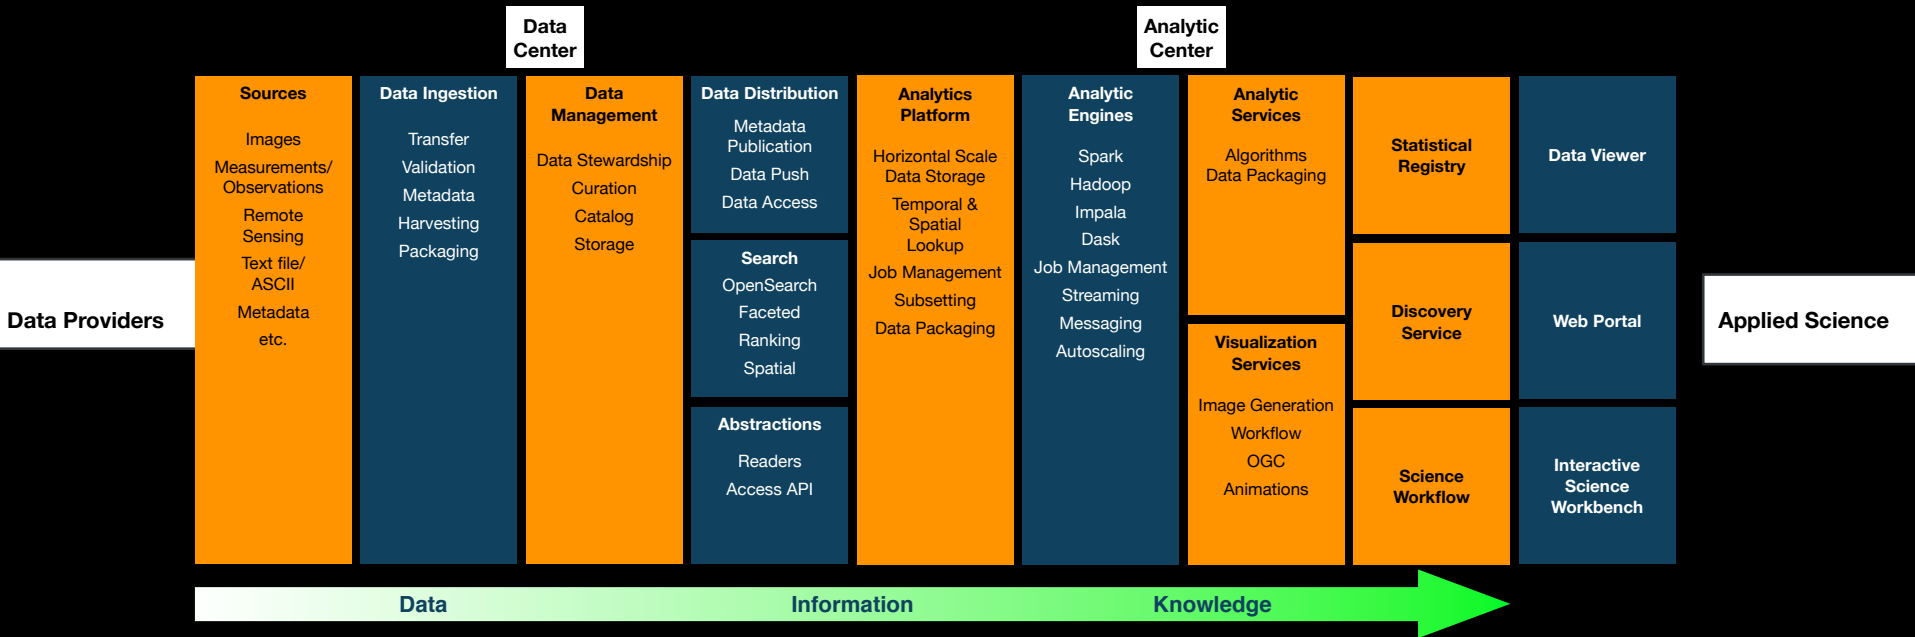 Data
Center
Analytic
Center
Data Providers
Sources
Images
Measurements/
Observations
Remote
Sensing
Text file/
ASCII
Metadata
etc.
Data Ingestion
Transfer
Validation
Metadata
Harvesting
Packaging
Data
Management
Data Stewardship
Curation
Catalog
Storage
Data Distribution
Metadata
Publication
Data Push
Data Access
Search
OpenSearch
Faceted
Ranking
Spatial
Abstractions
Readers
Access API
Analytics
Platform
Horizontal Scale
Data Storage
Temporal &
Spatial
Lookup
Job Management
Subsetting
Data Packaging
Analytic
Engines
Spark
Hadoop
Impala
Dask
Job Management
Streaming
Messaging
Autoscaling
Analytic
Services
Algorithms
Data Packaging
Visualization
Services
Image Generation
Workflow
OGC
Animations
Statistical
Registry
Discovery
Service
Science
Workflow
Data Viewer
Web Portal
Interactive
Science
Workbench
Applied Science
Data
Information
Knowledge